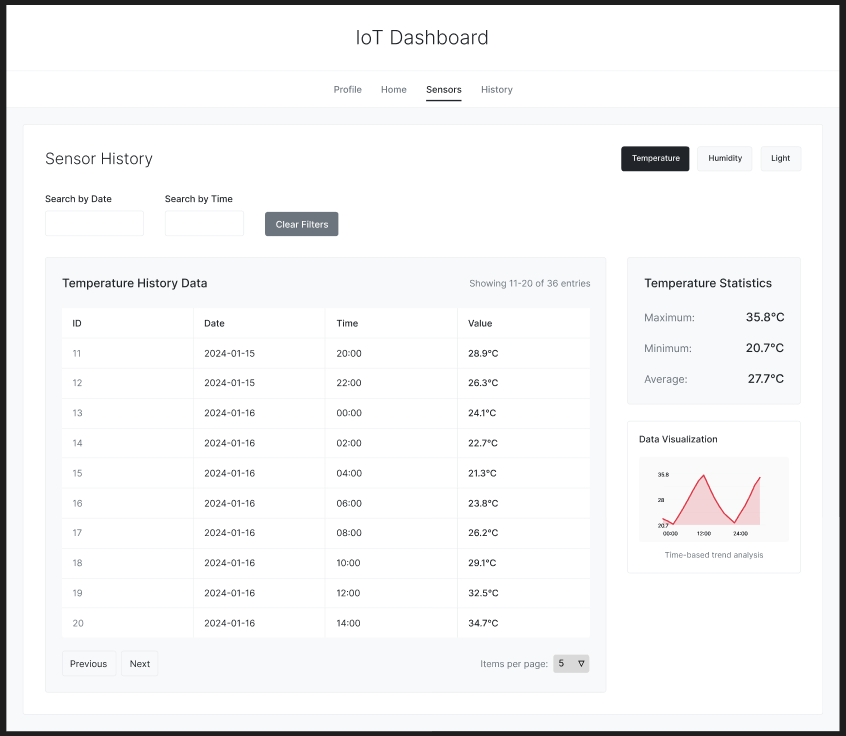 IoT Dashboard
Profile Home Sensors History
Sensor History
Temperature Humidity Light
Search by Date Search by Time
Clear Filters
Temperature History Data Showing 11-20 of 36 entries
ID Date Time Value
11 2024-01-15 20:00 28.9°C
12 2024-01-15 22:00 26.3°C
13 2024-01-16 00:00 24.1°C
14 2024-01-16 02:00 22.7°C
15 2024-01-16 04:00 21.3°C
16 2024-01-16 06:00 23.8°C
17 2024-01-16 08:00 26.2°C
18 2024-01-16 10:00 29.1°C
19 2024-01-16 12:00 32.5°C
20 2024-01-16 14:00 34.7°C
Previous Next Items per page: 5
Temperature Statistics
Maximum: 35.8°C
Minimum: 20.7°C
Average: 27.7°C
Data Visualization
35.8
28
20.7
00:00 12:00 24:00
Time-based trend analysis